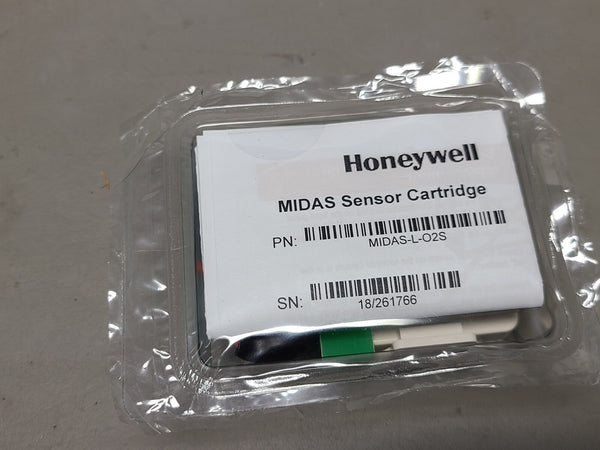 Honeywell
MIDAS Sensor Cartridge
PN:
MIDAS-L-O2S
SN:
18/261766